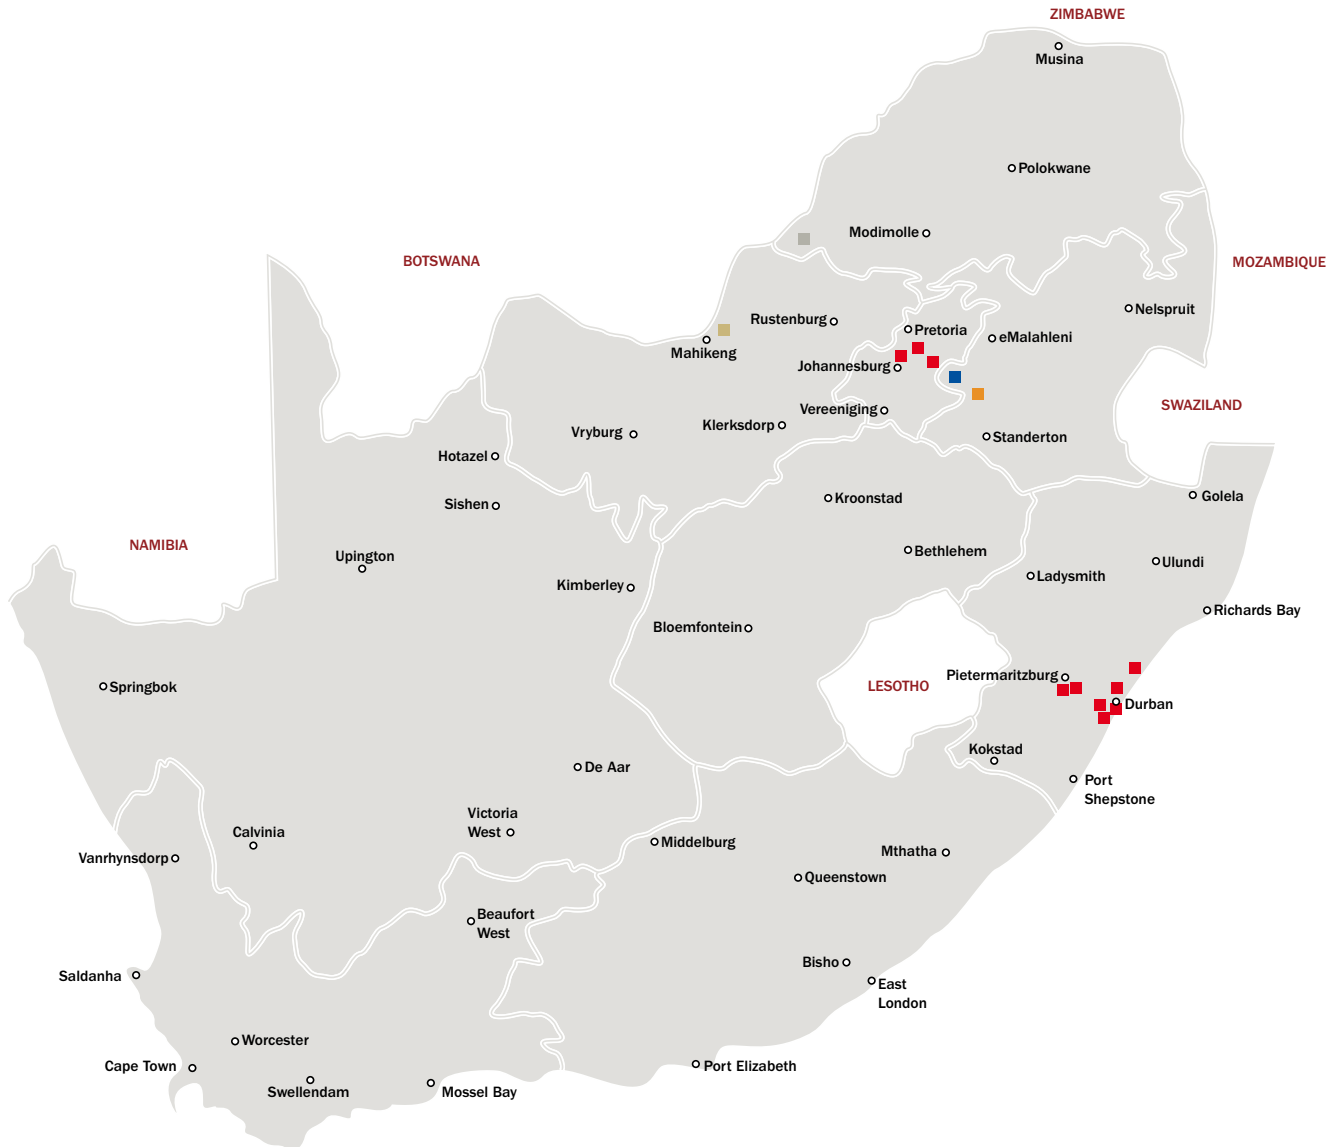 ZIMBABWE
Musina
Polokwane
Modimolle
BOTSWANA
MOZAMBIQUE
Nelspruit
Rustenburg
Pretoria
eMalahleni
Mahikeng
Johannesburg
SWAZILAND
Vereeniging
Klerksdorp
Vryburg
Standerton
Hotazel
Golela
Kroonstad
Sishen
NAMIBIA
Upington
Bethlehem
Ulundi
Ladysmith
Kimberley
Richards Bay
Bloemfontein
Pietermaritzburg
LESOTHO
Springbok
Durban
Kokstad
De Aar
Port
Shepstone
Victoria
West
Calvinia
Middelburg
Mthatha
Vanrhynsdorp
Queenstown
Beaufort
West
Bisho
Saldanha
East
London
Worcester
Cape Town
Port Elizabeth
Swellendam
Mossel Bay